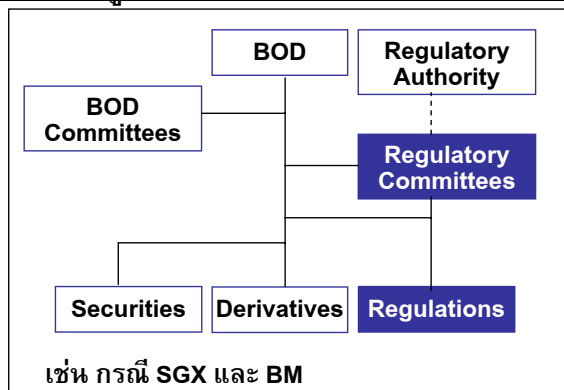 BOD
Regulatory
Authority
BOD
Committees
Regulatory
Committees
Securities
Derivatives
Regulations
เช่น กรณี SGX และ BM